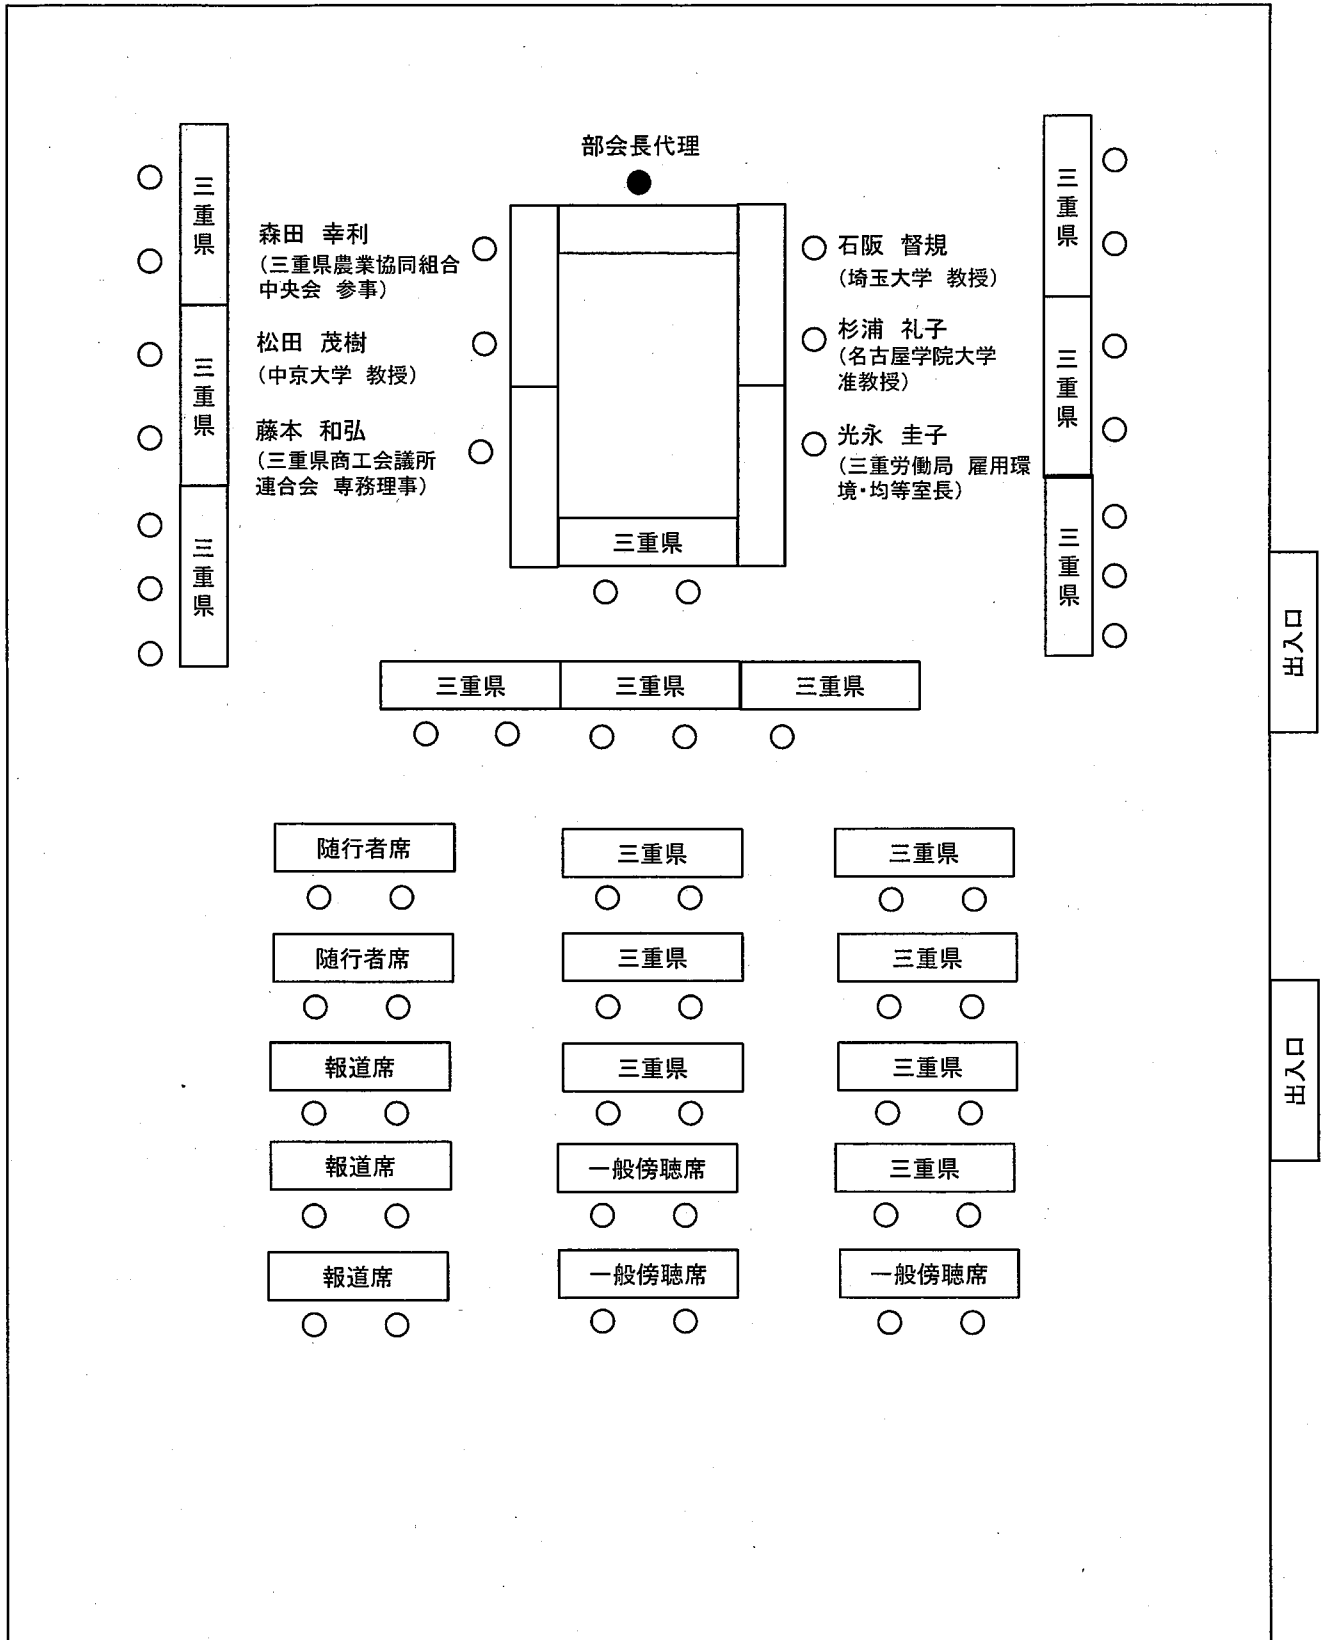 部会長代理
三重県
三重県
三重県
森田 幸利
（三重県農業協同組合
中央会 参事）
松田 茂樹
（中京大学 教授）
藤本 和弘
（三重県商工会議所
連合会 専務理事）
石阪 督規
（埼玉大学 教授）
杉浦 礼子
（名古屋学院大学
准教授）
光永 圭子
（三重労働局 雇用環
境・均等室長）
三重県
三重県
三重県
三重県
出入口
三重県 三重県 三重県
随行者席 三重県 三重県
随行者席 三重県 三重県
報道席 三重県 三重県
出入口
報道席 一般傍聴席 三重県
報道席 一般傍聴席 一般傍聴席